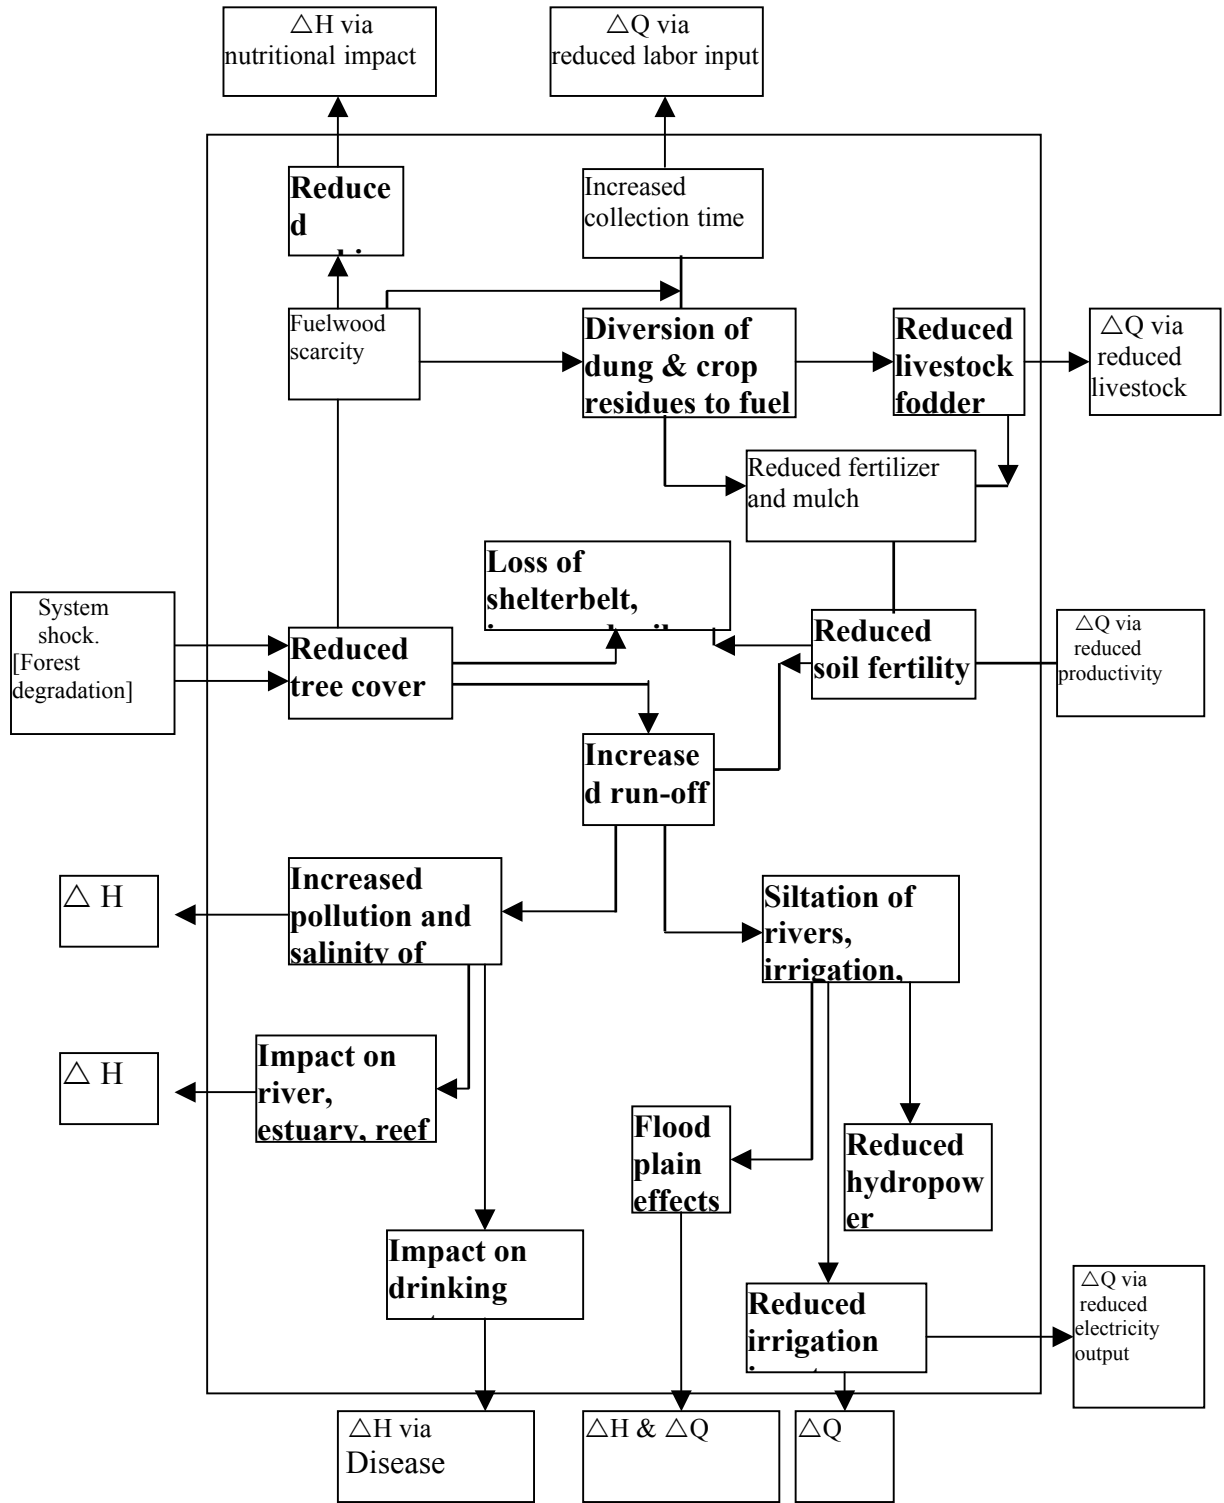 △H via
nutritional impact
△Q via
reduced labor input
Reduce
d
Increased
collection time
Fuelwood
scarcity
Diversion of
dung & crop
residues to fuel
Reduced
livestock
fodder
△Q via
reduced
livestock
Reduced fertilizer
and mulch
Loss of
shelterbelt,
System
shock.
[Forest
degradation]
Reduced
tree cover
Reduced
soil fertility
△Q via
reduced
productivity
Increase
d run-off
△ H
Increased
pollution and
salinity of
Siltation of
rivers,
irrigation,
△ H
Impact on
river,
estuary, reef
Flood
plain
effects
Reduced
hydropow
er
Impact on
drinking
Reduced
irrigation
△Q via
reduced
electricity
output
△H via
Disease
△H & △Q
△Q